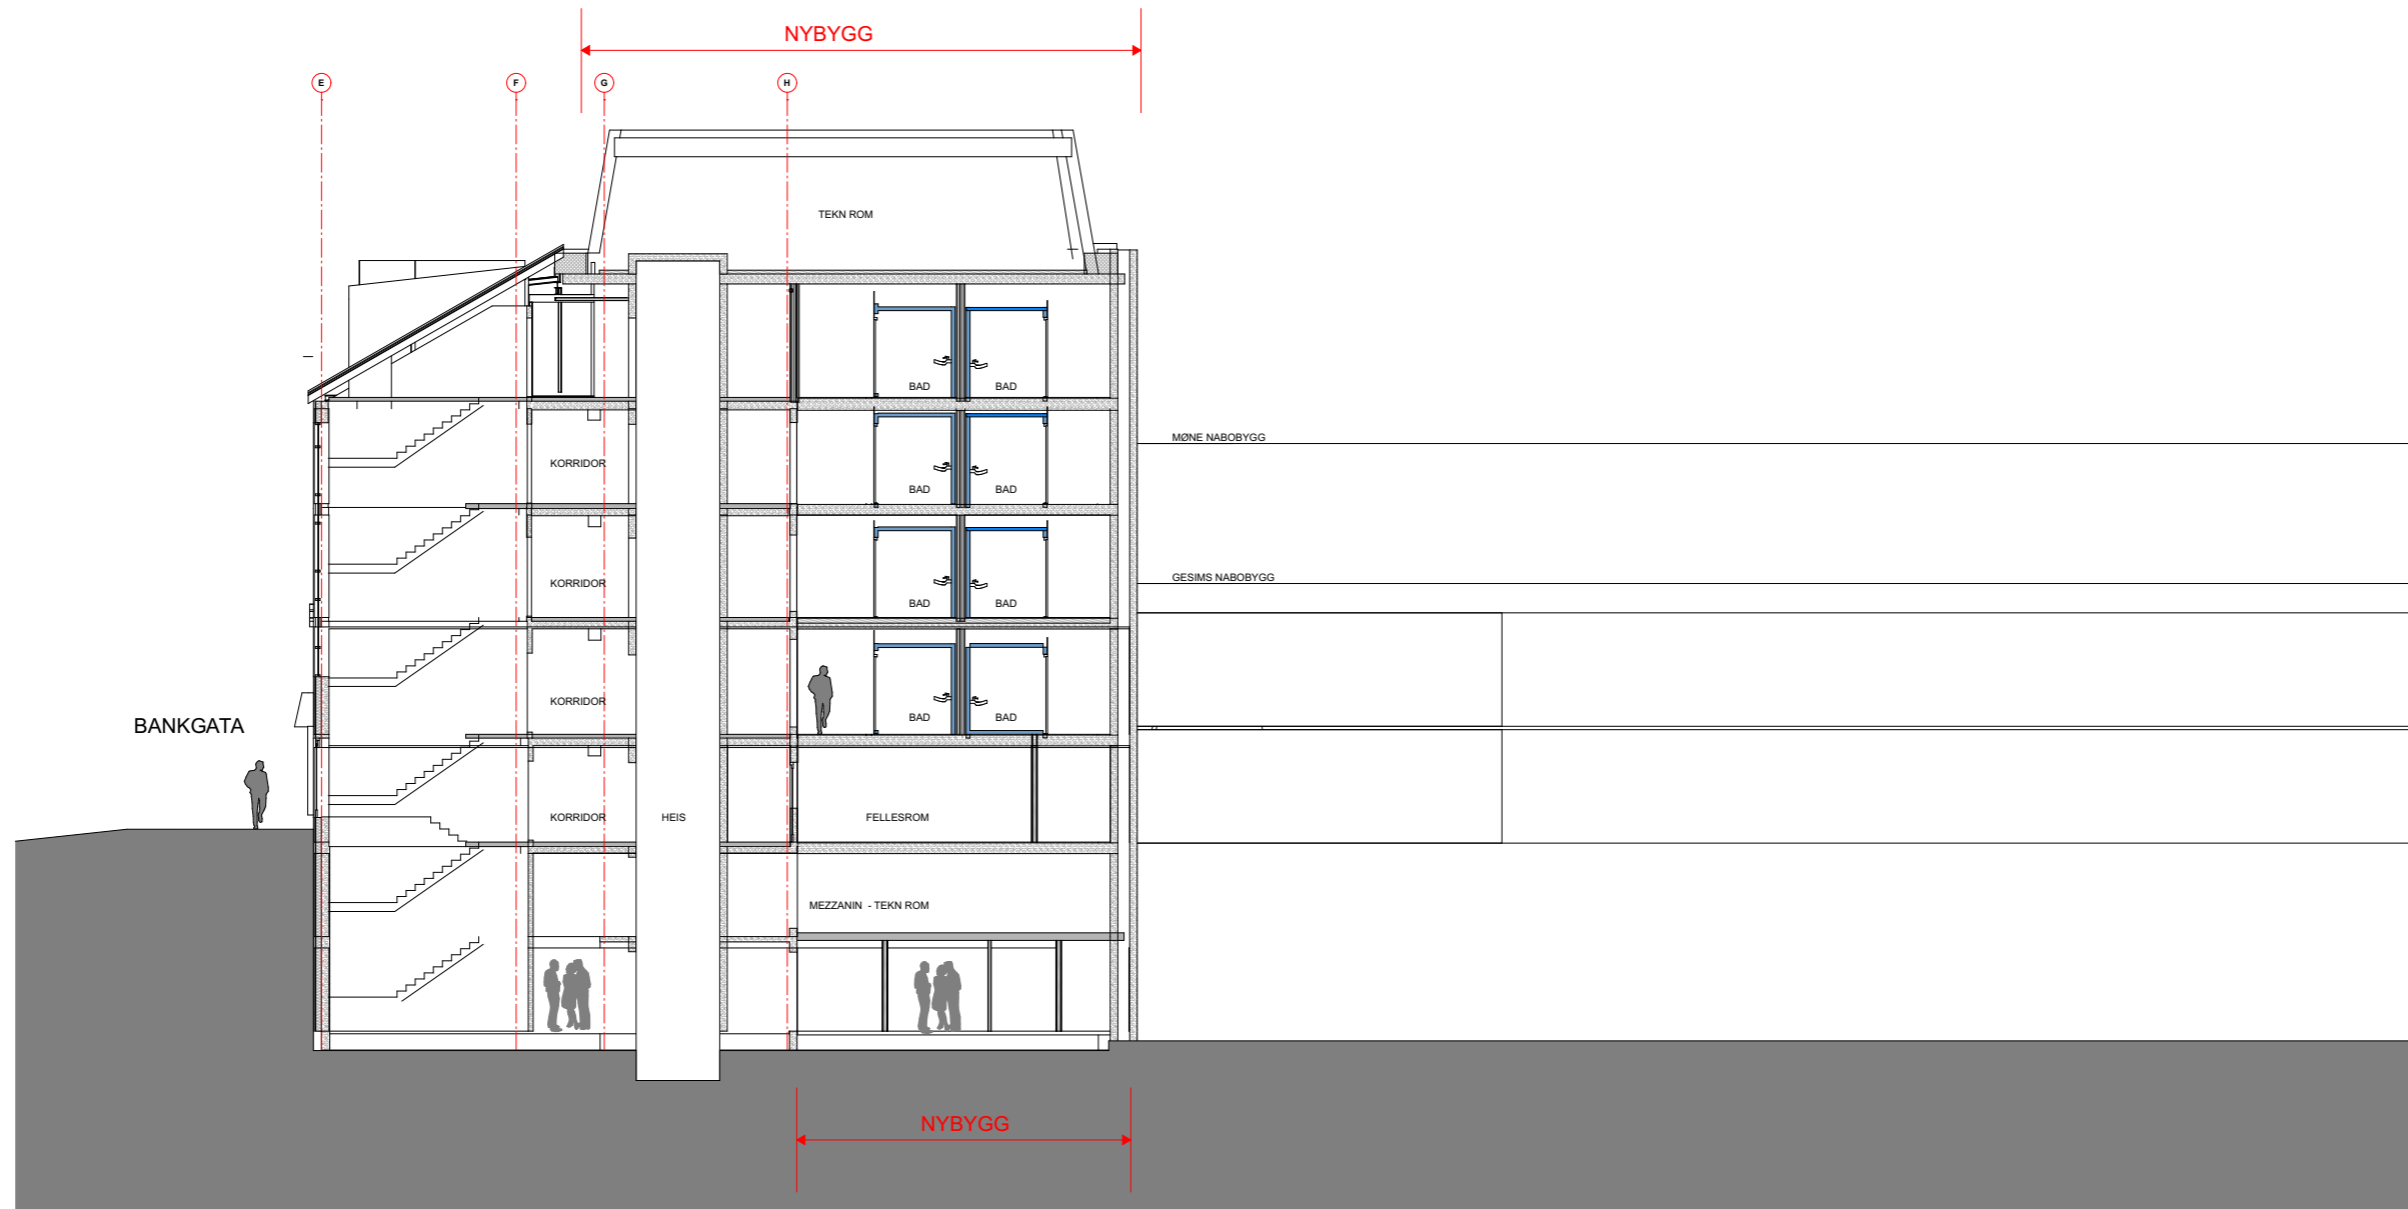 NYBYGG
E F G H
TEKN ROM
BAD BAD
MØNE NABOBYGG
KORRIDOR
BAD BAD
GESIMS NABOBYGG
KORRIDOR
BAD BAD
KORRIDOR
BAD BAD
BANKGATA
KORRIDOR HEIS FELLESROM
MEZZANIN - TEKN ROM
NYBYGG